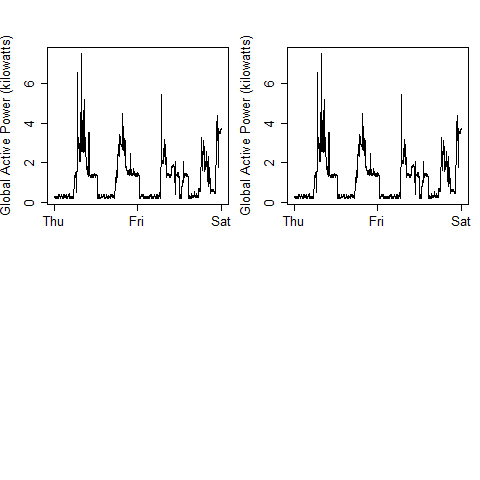 Global Active Power (kilowatts)
6
4
2
0
Thu
Fri
Sat
Global Active Power (kilowatts)
6
4
2
0
Thu
Fri
Sat